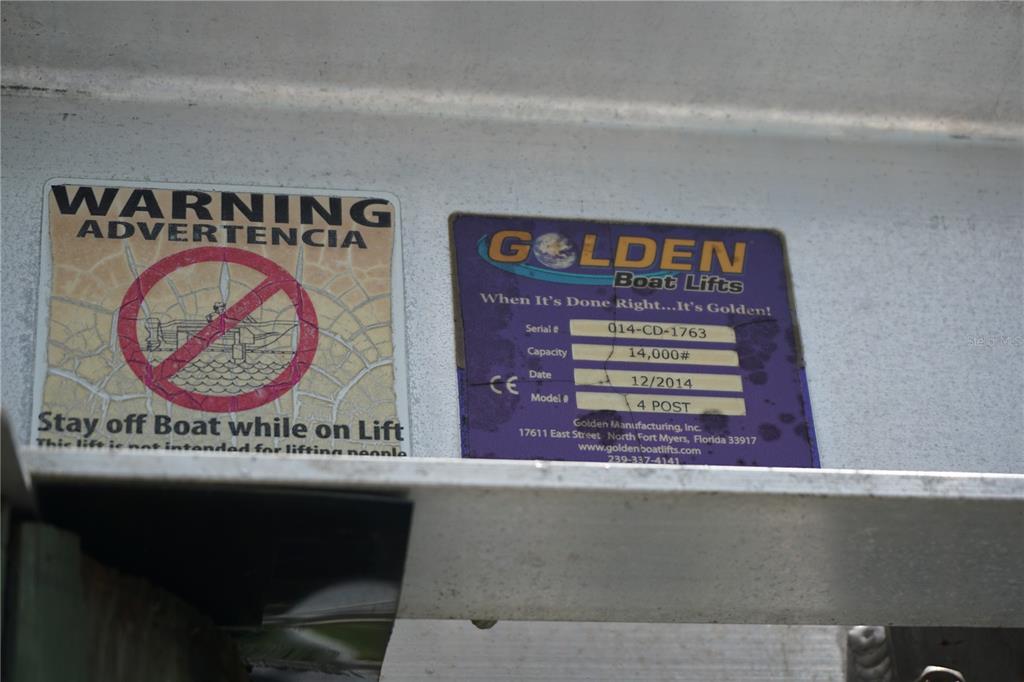 WARNING
ADVERTENCIA
Stay off Boat while on Lift
This lift is not intended for lifting people
GOLDEN
Boat Lifts
When It's Done Right...It's Golden!
Serial # 014-CD-1763
Capacity 14,000#
CE
Date 12/2014
Model # 4 POST
Golden Manufacturing, Inc.
17611 East Street North Fort Myers, Florida 33917
www.goldenboatlifts.com
239-337-4141